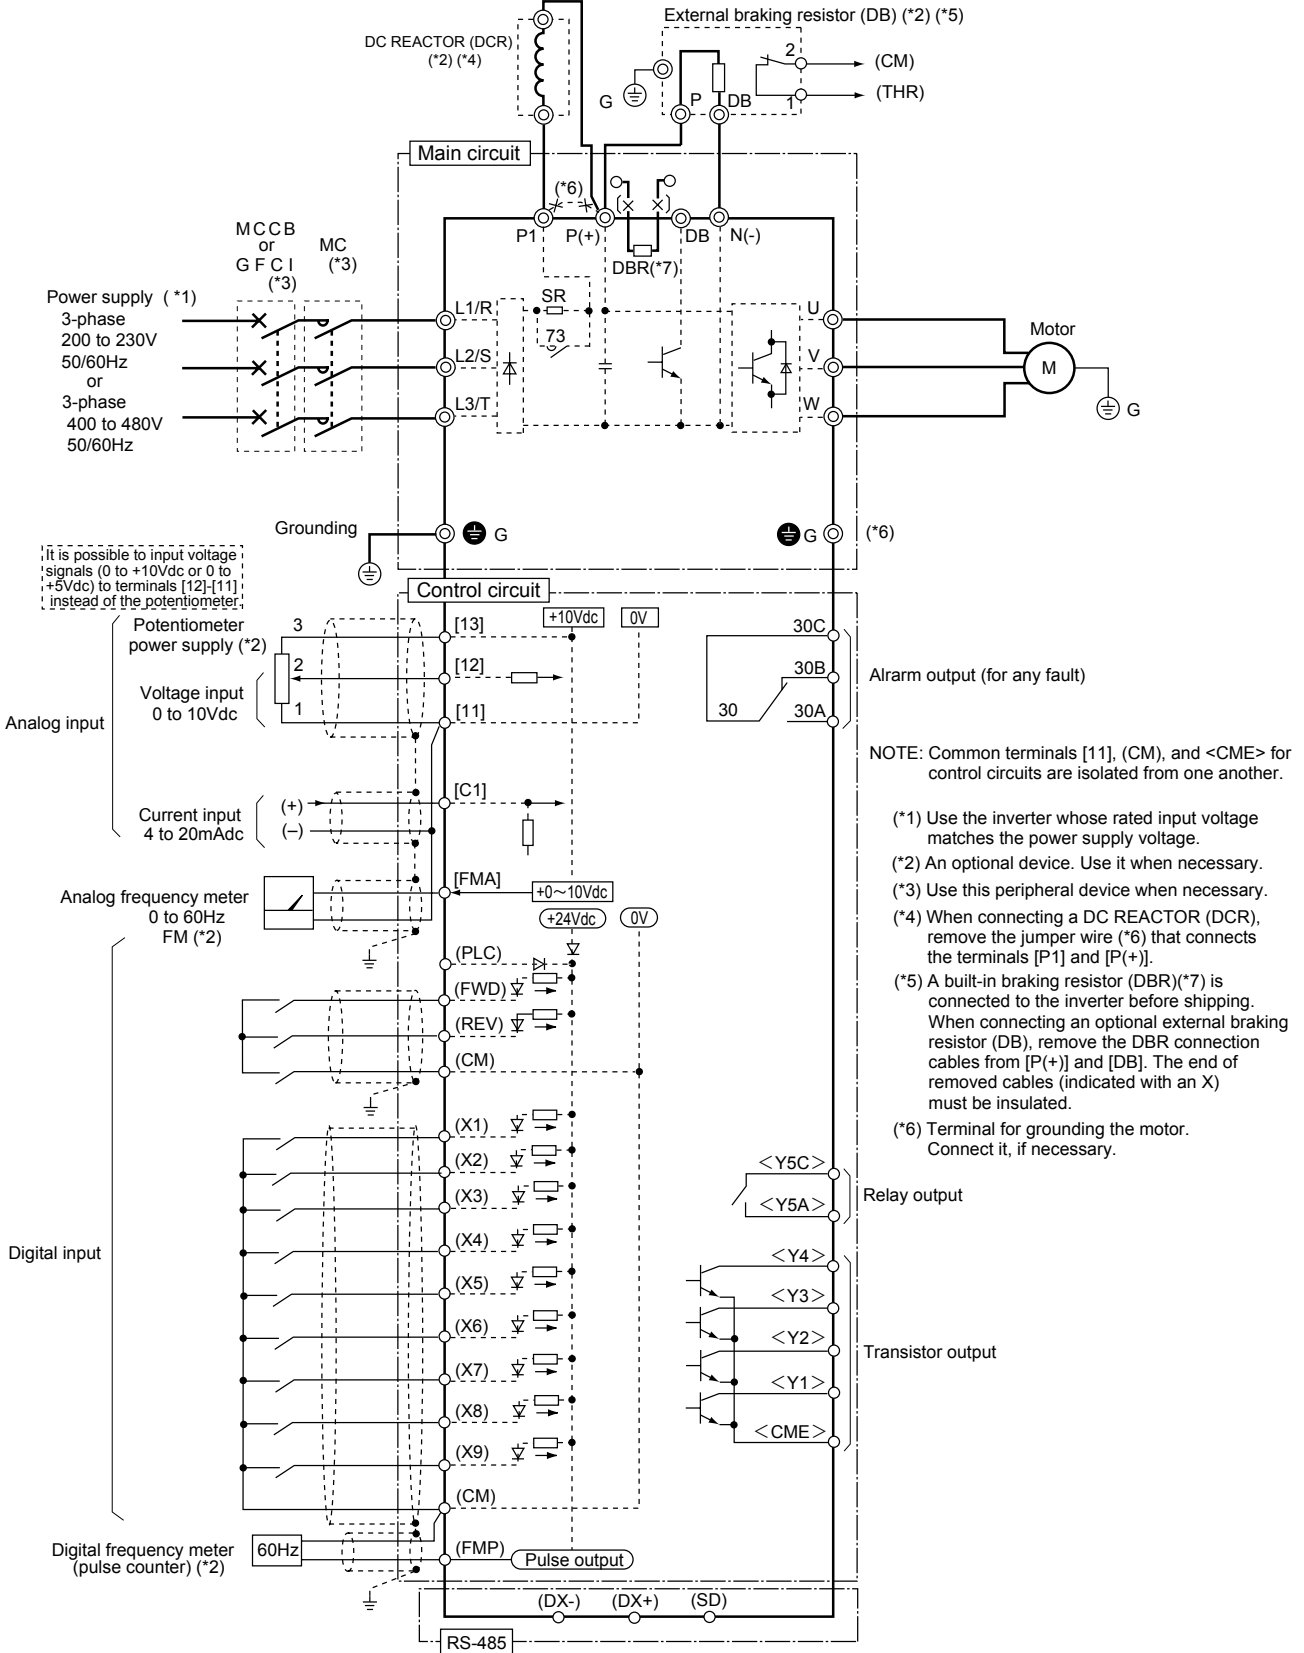 External braking resistor (DB) (*2) (*5)
DC REACTOR (DCR)
(*2) (*4)
2
(CM)
G
P
DB
1
(THR)
Main circuit
(*6)
P1
P(+)
DB
N(-)
DBR(*7)
MCCB
or
GFCI
(*3)
MC
(*3)
Power supply (*1)
3-phase
200 to 230V
50/60Hz
or
3-phase
400 to 480V
50/60Hz
L1/R
L2/S
L3/T
SR
73
U
V
W
Motor
M
G
Grounding
G
G
(*6)
It is possible to input voltage
signals (0 to +10Vdc or 0 to
+5Vdc) to terminals [12]-[11]
instead of the potentiometer.
Control circuit
+10Vdc
0V
Potentiometer
power supply (*2)
3
[13]
2
[12]
Voltage input
0 to 10Vdc
1
[11]
Analog input
30C
30B
30
30A
Alrarm output (for any fault)
Current input
4 to 20mAdc
(+)
(–)
[C1]
NOTE: Common terminals [11], (CM), and <CME> for
control circuits are isolated from one another.
(*1) Use the inverter whose rated input voltage
matches the power supply voltage.
(*2) An optional device. Use it when necessary.
(*3) Use this peripheral device when necessary.
(*4) When connecting a DC REACTOR (DCR),
remove the jumper wire (*6) that connects
the terminals [P1] and [P(+)].
(*5) A built-in braking resistor (DBR)(*7) is
connected to the inverter before shipping.
When connecting an optional external braking
resistor (DB), remove the DBR connection
cables from [P(+)] and [DB]. The end of
removed cables (indicated with an X)
must be insulated.
(*6) Terminal for grounding the motor.
Connect it, if necessary.
Analog frequency meter
0 to 60Hz
FM (*2)
[FMA]
+0～10Vdc
+24Vdc
0V
(PLC)
(FWD)
(REV)
(CM)
(X1)
(X2)
(X3)
(X4)
(X5)
(X6)
(X7)
(X8)
(X9)
(CM)
Digital input
<Y5C>
<Y5A>
Relay output
<Y4>
<Y3>
<Y2>
<Y1>
<CME>
Transistor output
Digital frequency meter
(pulse counter) (*2)
60Hz
(FMP)
Pulse output
(DX-)
(DX+)
(SD)
RS-485